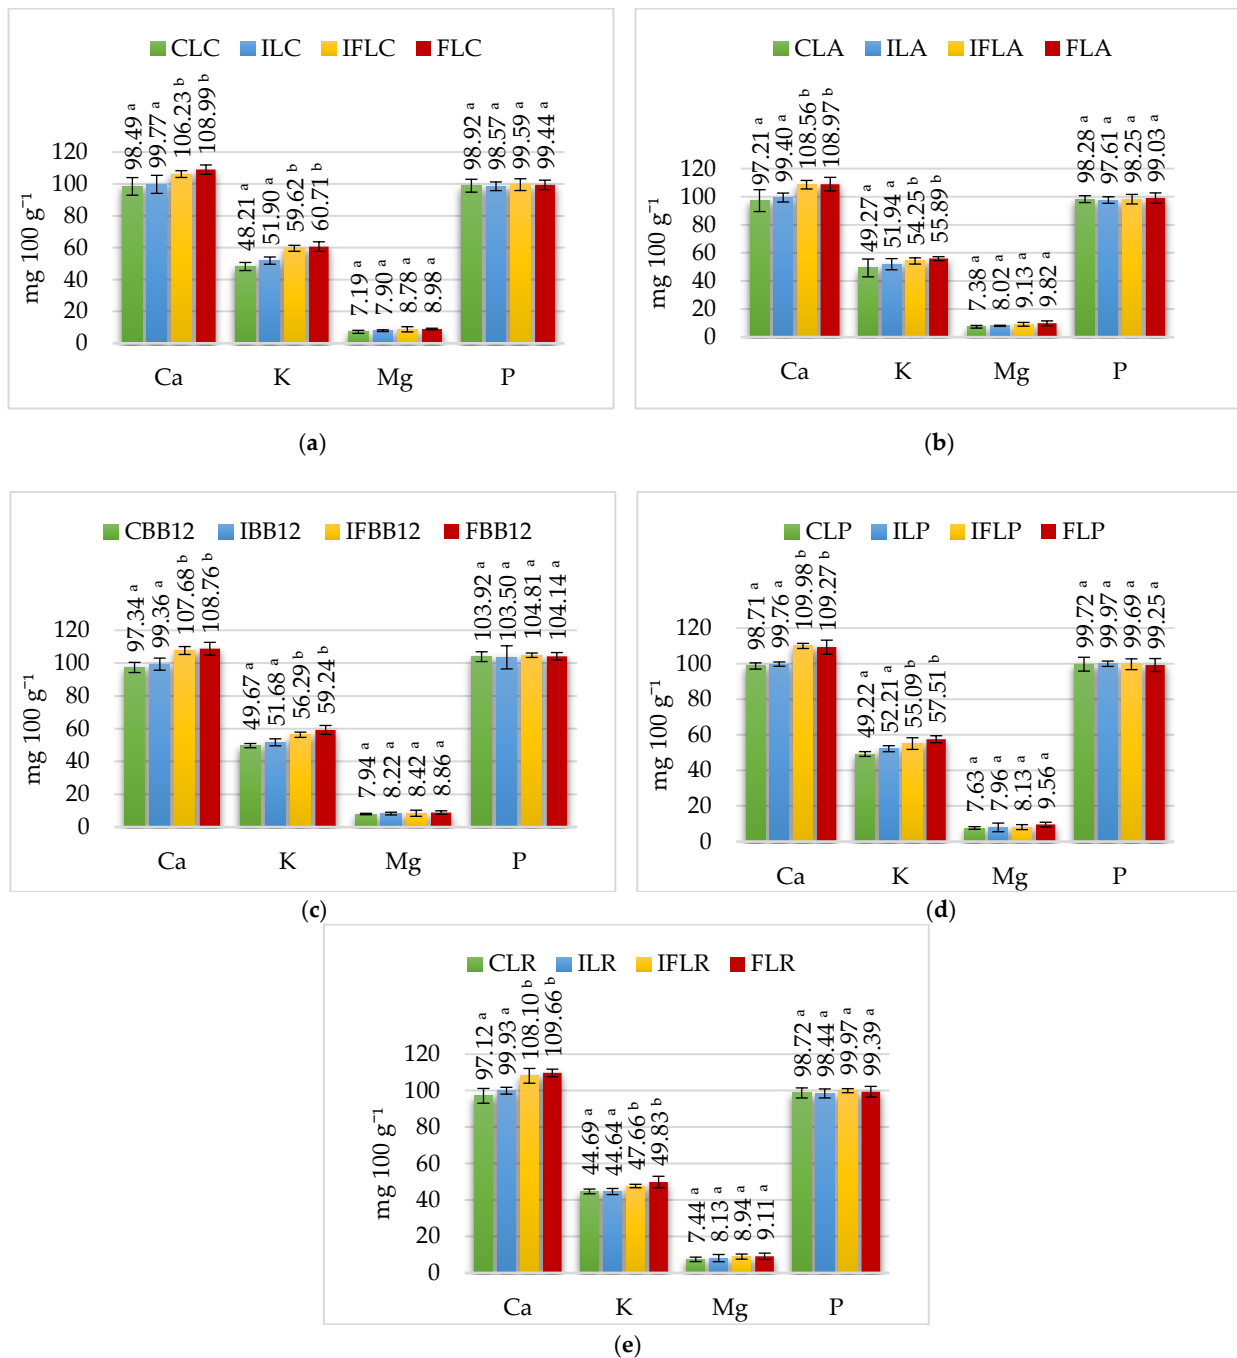 CLC ILC IFLC FLC
98.49 ᵃ 99.77 ᵃ 106.23 ᵇ 108.99 ᵇ
48.21 ᵃ 51.90 ᵃ 59.62 ᵇ 60.71 ᵇ
7.19 ᵃ 7.90 ᵃ 8.78 ᵃ 8.98 ᵃ
98.92 ᵃ 98.57 ᵃ 99.59 ᵃ 99.44 ᵃ
120
100
80
60
40
20
0
mg 100 g⁻¹
Ca K Mg P
(a)
CLA ILA IFLA FLA
97.21 ᵃ 99.40 ᵃ 108.56 ᵇ 108.97 ᵇ
49.27 ᵃ 51.94 ᵃ 54.25 ᵇ 55.89 ᵇ
7.38 ᵃ 8.02 ᵃ 9.13 ᵃ 9.82 ᵃ
98.28 ᵃ 97.61 ᵃ 98.25 ᵃ 99.03 ᵃ
120
100
80
60
40
20
0
mg 100 g⁻¹
Ca K Mg P
(b)
CBB12 IBB12 IFBB12 FBB12
97.34 ᵃ 99.36 ᵃ 107.68 ᵇ 108.76 ᵇ
49.67 ᵃ 51.68 ᵃ 56.29 ᵇ 59.24 ᵇ
7.94 ᵃ 8.22 ᵃ 8.42 ᵃ 8.86 ᵃ
103.92 ᵃ 103.50 ᵃ 104.81 ᵃ 104.14 ᵃ
120
100
80
60
40
20
0
mg 100 g⁻¹
Ca K Mg P
(c)
CLP ILP IFLP FLP
98.71 ᵃ 99.76 ᵃ 109.98 ᵇ 109.27 ᵇ
49.22 ᵃ 52.21 ᵃ 55.09 ᵇ 57.51 ᵇ
7.63 ᵃ 7.96 ᵃ 8.13 ᵃ 9.56 ᵃ
99.72 ᵃ 99.97 ᵃ 99.69 ᵃ 99.25 ᵃ
120
100
80
60
40
20
0
mg 100 g⁻¹
Ca K Mg P
(d)
CLR ILR IFLR FLR
97.12 ᵃ 99.93 ᵃ 108.10 ᵇ 109.66 ᵇ
44.69 ᵃ 44.64 ᵃ 47.66 ᵇ 49.83 ᵇ
7.44 ᵃ 8.13 ᵃ 8.94 ᵃ 9.11 ᵃ
98.72 ᵃ 98.44 ᵃ 99.97 ᵃ 99.39 ᵃ
120
100
80
60
40
20
0
mg 100 g⁻¹
Ca K Mg P
(e)